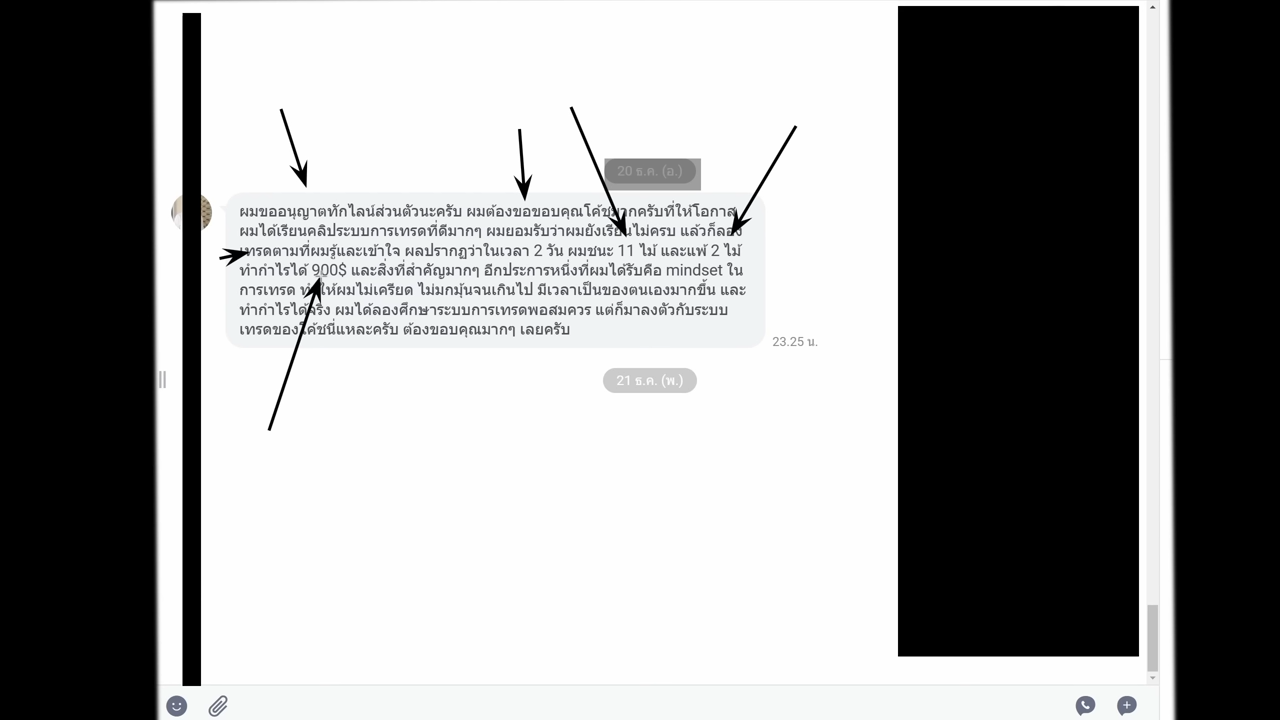 20 ธ.ค. (อ.)
ผมขออนุญาตทักไลน์ส่วนตัวนะครับ ผมต้องขอขอบคุณโค้ชมากครับที่ให้โอกาส
ผมได้เรียนคลิประบบการเทรดที่ดีมากๆ ผมยอมรับว่าผมยังเรียนไม่ครบ แล้วก็ลอง
เทรดตามที่ผมรู้และเข้าใจ ผลปรากฏว่าในเวลา 2 วัน ผมชนะ 11 ไม้ และแพ้ 2 ไม้
ทำกำไรได้ 900$ และสิ่งที่สำคัญมากๆ อีกประการหนึ่งที่ผมได้รับคือ mindset ใน
การเทรด ทำให้ผมไม่เครียด ไม่มกมุ้นจนเกินไป มีเวลาเป็นของตนเองมากขึ้น และ
ทำกำไรได้จริง ผมได้ลองศึกษาระบบการเทรดพอสมควร แต่ก็มาลงตัวกับระบบ
เทรดของโค้ชนี่แหละครับ ต้องขอบคุณมากๆ เลยครับ
23.25 น.
21 ธ.ค. (พ.)